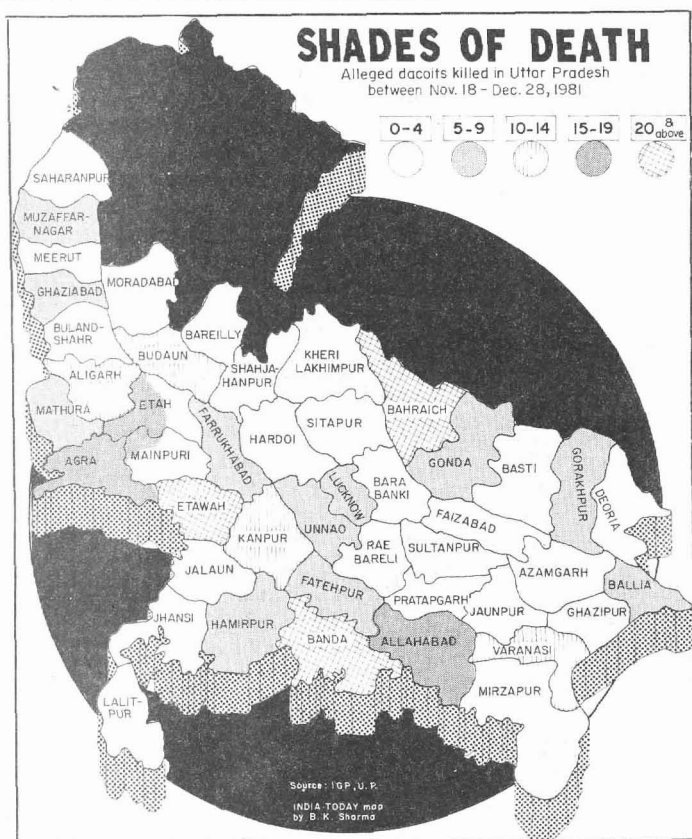 SHADES OF DEATH
Alleged dacoits killed in Uttar Pradesh
between Nov. 18 - Dec. 28, 1981
0-4
5-9
10-14
15-19
20 & above
SAHARANPUR
MUZAFFAR-
NAGAR
MEERUT
GHAZIABAD
MORADABAD
BULAND-
SHAHR
BUDAUN
BAREILLY
SHAHJA-
HANPUR
KHERI
LAKHIMPUR
ALIGARH
MATHURA
ETAH
FARRUKHABAD
HARDOI
SITAPUR
BAHRAICH
AGRA
MAINPURI
GONDA
BASTI
GORAKHPUR
DEORIA
ETAWAH
KANPUR
UNNAO
LUCKNOW
BARA
BANKI
FAIZABAD
RAE
BARELI
SULTANPUR
AZAMGARH
BALLIA
JALAUN
FATEHPUR
PRATAPGARH
JAUNPUR
GHAZIPUR
JHANSI
HAMIRPUR
BANDA
ALLAHABAD
VARANASI
MIRZAPUR
LALIT-
PUR
Source: IGP, U.P.
INDIA TODAY map
by B. K. Sharma